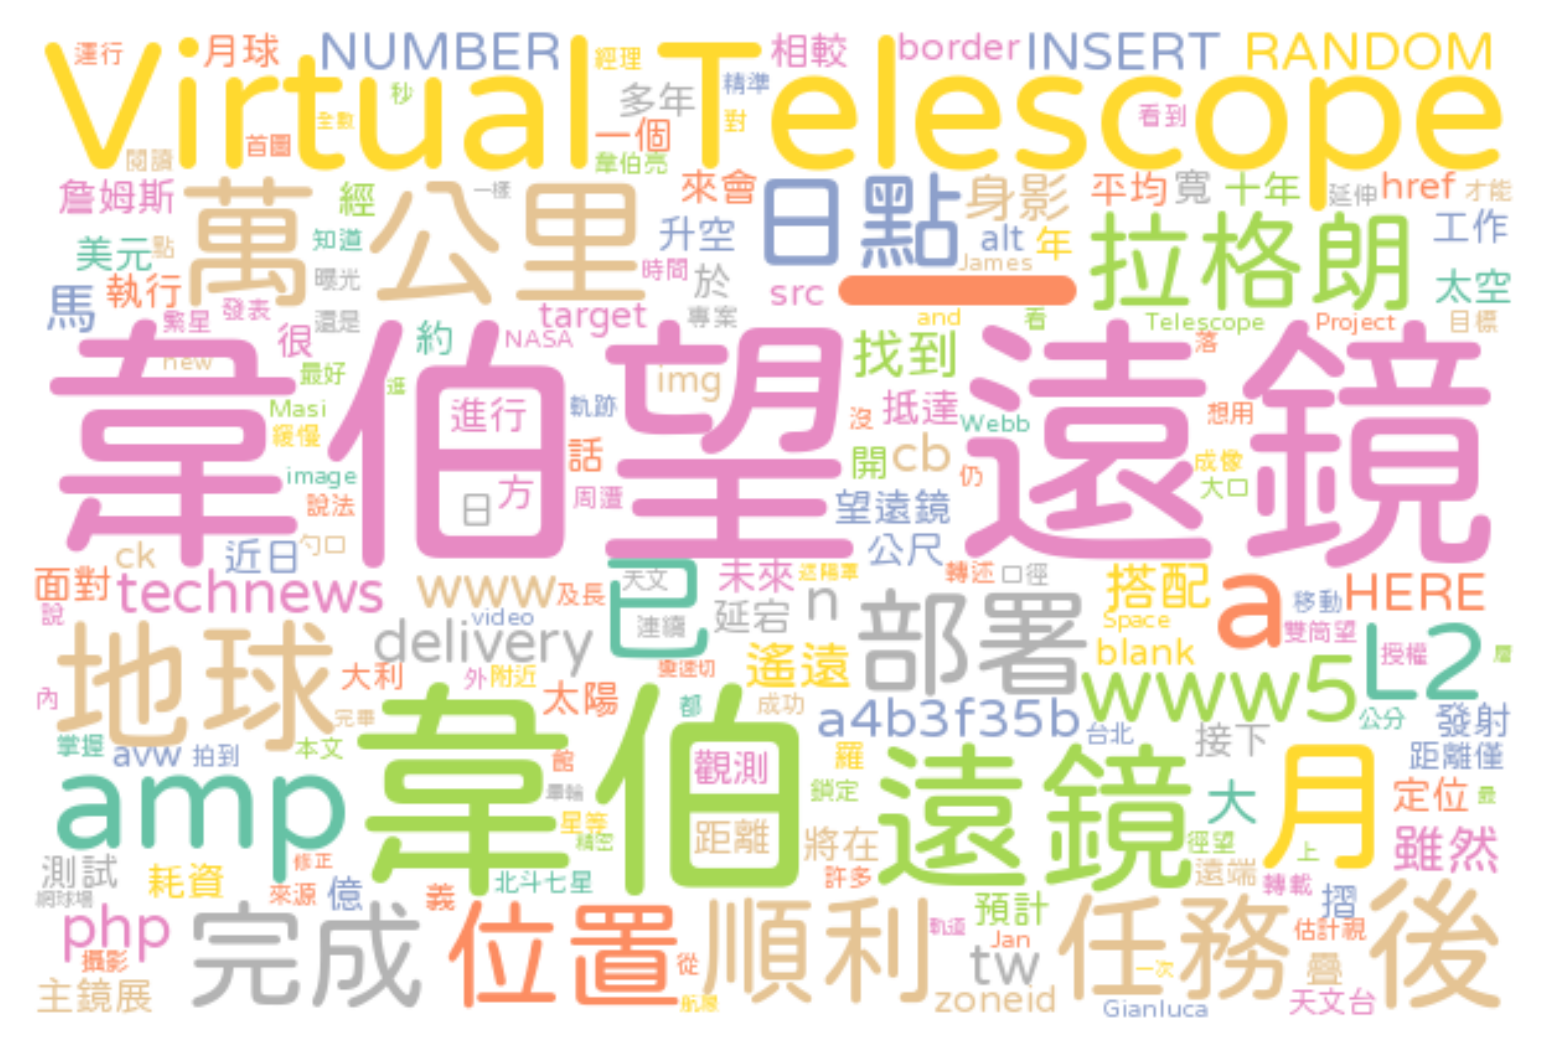 運行 月球 NUMBER 經理 相較 border INSERT RANDOM
Virtual Telescope
秒 多年 精準 看到
全數 對
首圖 一個
閱讀 韋伯亮
詹姆斯 經 一樣 來會 日點 身影 平均 寬 十年 延伸 href 才能
萬公里
美元 點 知道 升空 alt 年 拉格朗 工作
執行 曝光 時間 於 James 太空
馬 繁星 發表 還是 target 專案 src 一 and 看 Telescope Project 目標
很 約 NASA 找到 落
new 最好 進 img
韋伯望遠鏡
Masi 進行 軌跡 沒 抵達 Webb 想用
緩慢 話 開 cb 仍 成像
image 日 方 周遭 大口
說法 望遠鏡
ck 近日 勺口 公尺
面對 technews www 及長 已 天文 未來 遮陽罩 轉述 口徑 搭配 a HERE
說 video 延宕 n 部署 移動
delivery 連續 Space 雙筒望
地球 大利 外 附近 變速切 遙遠 blank www5 L2 授權 層
內 太陽
完畢 韋伯 都 成功 a4b3f35b 台北 公分 發射
掌握 avw 拍到 本文 館 觀測 羅 接下 距離僅
amp 畢輪 鎖定 遠鏡 大 月 定位 最
星等 精密 距離 將在 徑望 上 雖然
測試 耗資 修正 北斗七星 許多 遠端
網球場 來源 億 義 轉載 摺
php 完成 位置 順利 預計 任務 估計視 後
攝影 從 軌道 Jan tw 一次 疊
主鏡展 航線 zoneid Gianluca 天文台